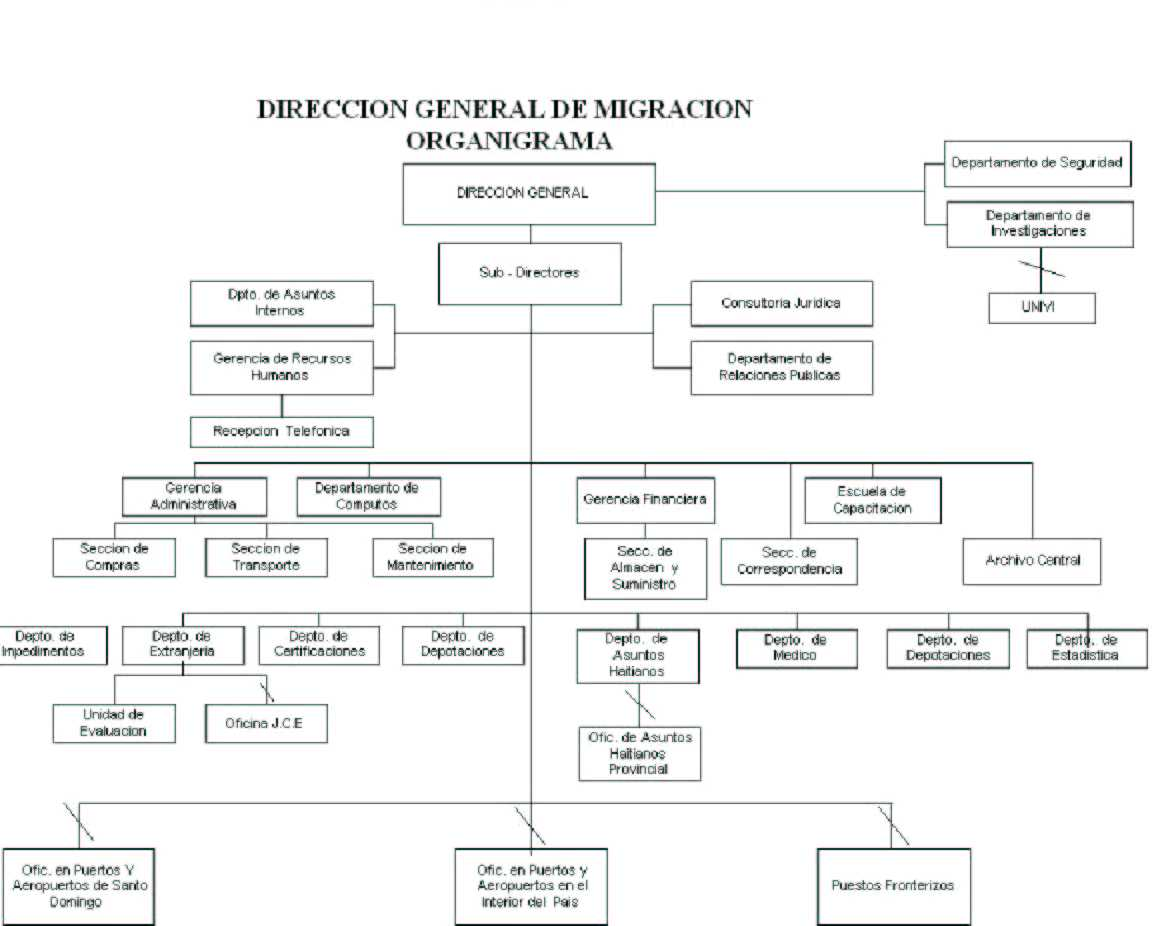 DIRECCION GENERAL DE MIGRACION
ORGANIGRAMA
DIRECCION GENERAL
Departamento de Seguridad
Departamento de
Investigaciones
UNIVI
Sub - Directores
Dpto. de Asuntos
Internos
Consultoria Juridica
Gerencia de Recursos
Humanos
Departamento de
Relaciones Publicas
Recepcion Telefonica
Gerencia
Administrativa
Departamento de
Computos
Gerencia Financiera
Escuela de
Capacitacion
Seccion de
Compras
Seccion de
Transporte
Seccion de
Mantenimiento
Secc. de
Almacen y
Suministro
Secc. de
Correspondencia
Archivo Central
Depto. de
Impedimentos
Depto. de
Extranjeria
Depto. de
Certificaciones
Depto. de
Depotaciones
Depto. de
Asuntos
Haitianos
Depto. de
Medico
Depto. de
Depotaciones
Depto. de
Estadistica
Unidad de
Evaluacion
Oficina J.C.E
Ofic. de Asuntos
Haitianos
Provincial
Ofic. en Puertos Y
Aeropuertos de Santo
Domingo
Ofic. en Puertos y
Aeropuertos en el
Interior del Pais
Puestos Fronterizos